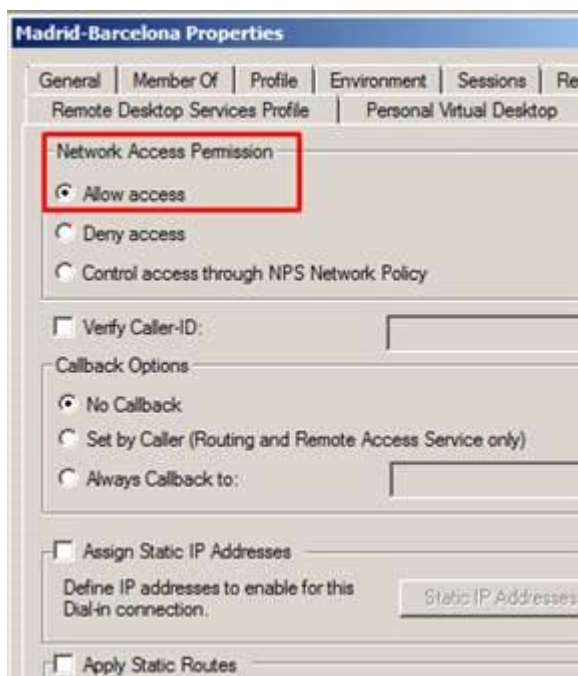 Madrid-Barcelona Properties
General Member Of Profile Environment Sessions Re
Remote Desktop Services Profile Personal Virtual Desktop
Network Access Permission
Allow access
Deny access
Control access through NPS Network Policy
Verify Caller-ID:
Callback Options
No Callback
Set by Caller (Routing and Remote Access Service only)
Always Callback to:
Assign Static IP Addresses
Define IP addresses to enable for this
Dial-in connection.
Static IP Addresses
Apply Static Routes